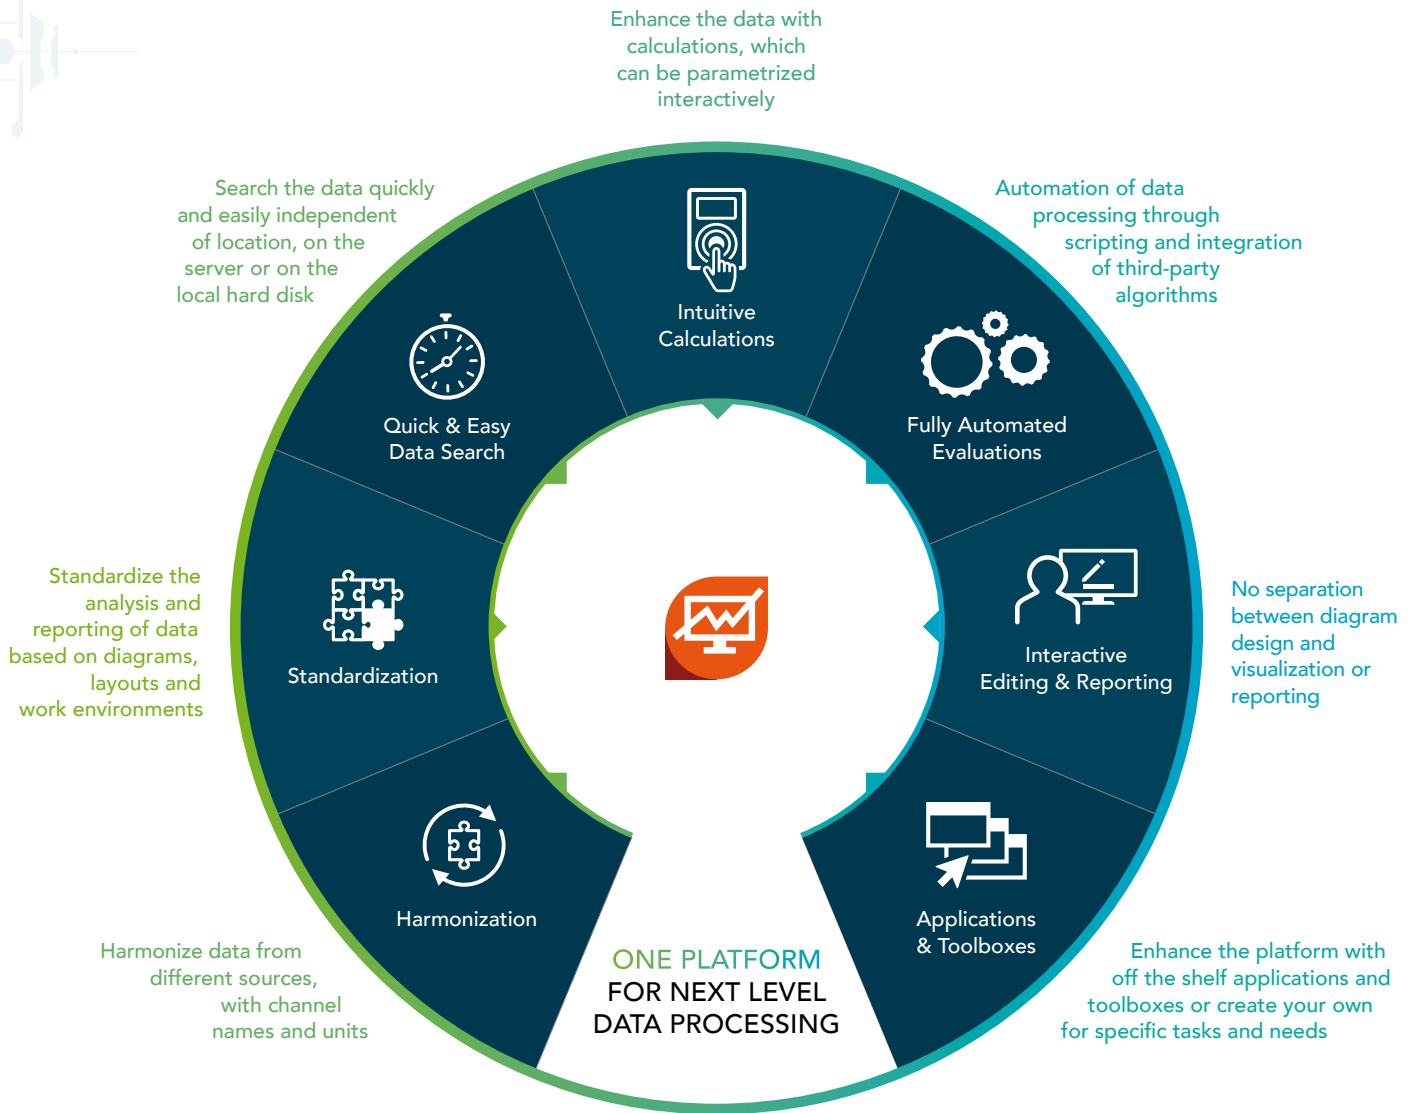 Enhance the data with
calculations, which
can be parametrized
interactively
Search the data quickly
and easily independent
of location, on the
server or on the
local hard disk
Automation of data
processing through
scripting and integration
of third-party
algorithms
Intuitive
Calculations
Quick & Easy
Data Search
Fully Automated
Evaluations
Standardize the
analysis and
reporting of data
based on diagrams,
layouts and
work environments
Standardization
Interactive
Editing & Reporting
No separation
between diagram
design and
visualization or
reporting
Harmonization
Applications
& Toolboxes
Harmonize data from
different sources,
with channel
names and units
ONE PLATFORM
FOR NEXT LEVEL
DATA PROCESSING
Enhance the platform with
off the shelf applications and
toolboxes or create your own
for specific tasks and needs